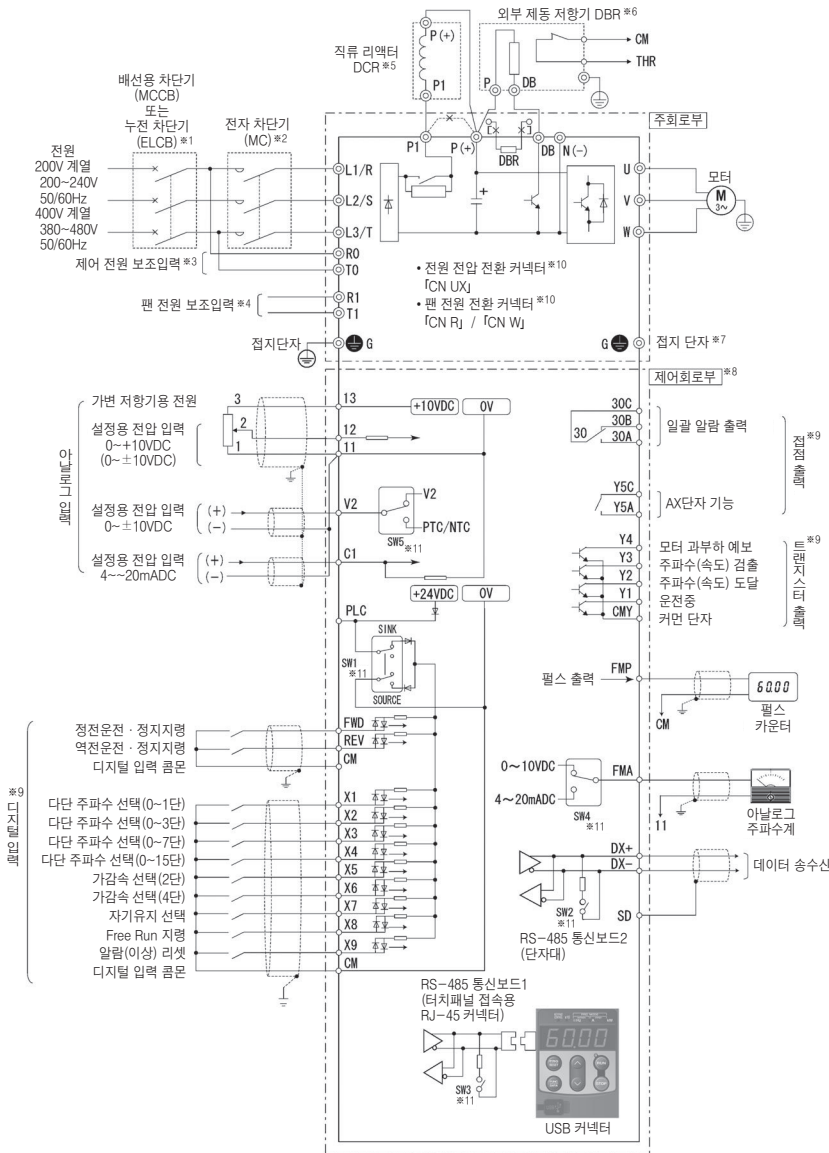 외부 제동 저항기 DBR ※6
CM
THR
P(+)
직류 리액터
DCR ※5
P1
P
DB
배선용 차단기
(MCCB)
또는
누전 차단기
(ELCB) ※1
전자 차단기
(MC) ※2
주회로부
P1
P(+)
DBR
DB
N(-)
전원
200V 계열
200~240V
50/60Hz
400V 계열
380~480V
50/60Hz
L1/R
L2/S
L3/T
+
U
V
W
모터
M
3~
제어 전원 보조입력 ※3
R0
T0
팬 전원 보조입력 ※4
R1
T1
• 전원 전압 전환 커넥터 ※10
「CN UX」
• 팬 전원 전환 커넥터 ※10
「CN R」 / 「CN W」
접지단자
G
G
접지 단자 ※7
제어회로부 ※8
아날로그 입력
가변 저항기용 전원
3
13
+10VDC
0V
설정용 전압 입력
0~+10VDC
(0~±10VDC)
2
12
1
11
설정용 전압 입력
0~±10VDC
(+)
(-)
V2
V2
PTC/NTC
SW5 ※11
설정용 전압 입력
4~~20mADC
(+)
(-)
C1
+24VDC
0V
PLC
SINK
SW1
※11
SOURCE
30C
30B
30A
30
일괄 알람 출력
Y5C
Y5A
AX단자 기능
접점 출력 ※9
Y4
모터 과부하 예보
Y3
주파수(속도) 검출
Y2
주파수(속도) 도달
Y1
운전중
CMY
커먼 단자
트랜지스터 출력 ※9
펄스 출력
FMP
CM
60.00
펄스
카운터
0~10VDC
4~20mADC
SW4
※11
FMA
11
아날로그
주파수계
DX+
DX-
데이터 송수신
SW2
※11
SD
RS-485 통신보드2
(단자대)
※9 디지털 입력
정전운전 · 정지지령
FWD
역전운전 · 정지지령
REV
디지털 입력 콤몬
CM
다단 주파수 선택(0~1단)
X1
다단 주파수 선택(0~3단)
X2
다단 주파수 선택(0~7단)
X3
다단 주파수 선택(0~15단)
X4
가감속 선택(2단)
X5
가감속 선택(4단)
X6
자기유지 선택
X7
Free Run 지령
X8
알람(이상) 리셋
X9
디지털 입력 콤몬
CM
RS-485 통신보드1
(터치패널 접속용
RJ-45 커넥터)
SW3
※11
60.00
USB 커넥터